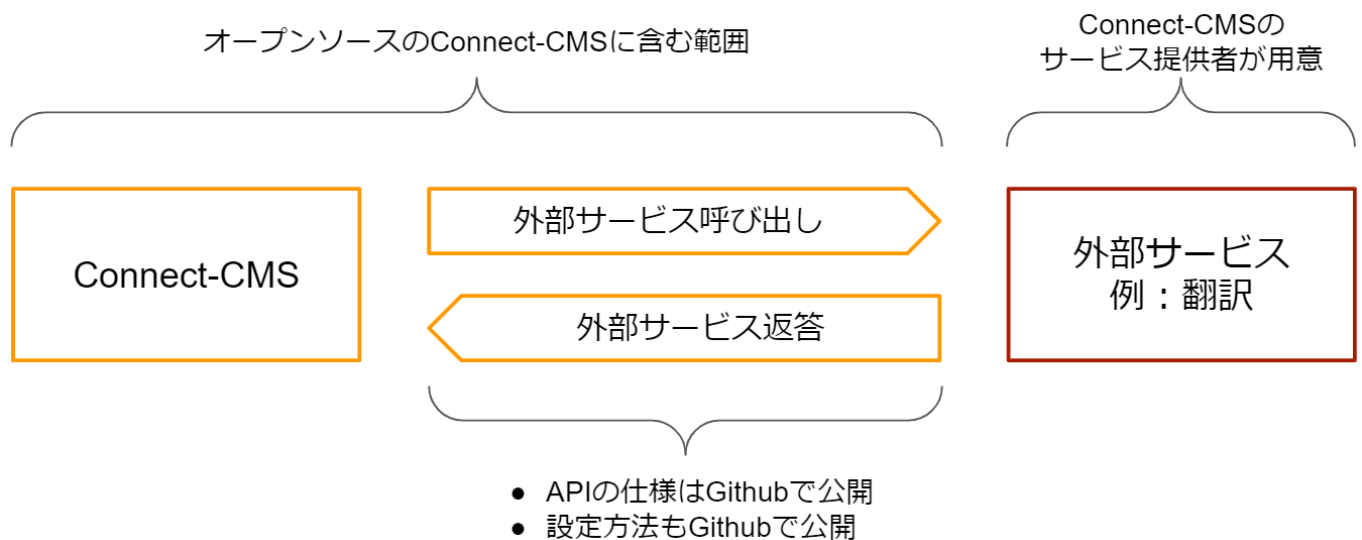 オープンソースのConnect-CMSに含む範囲
Connect-CMSの
サービス提供者が用意
Connect-CMS
外部サービス呼び出し
外部サービス返答
外部サービス
例：翻訳
● APIの仕様はGithubで公開
● 設定方法もGithubで公開